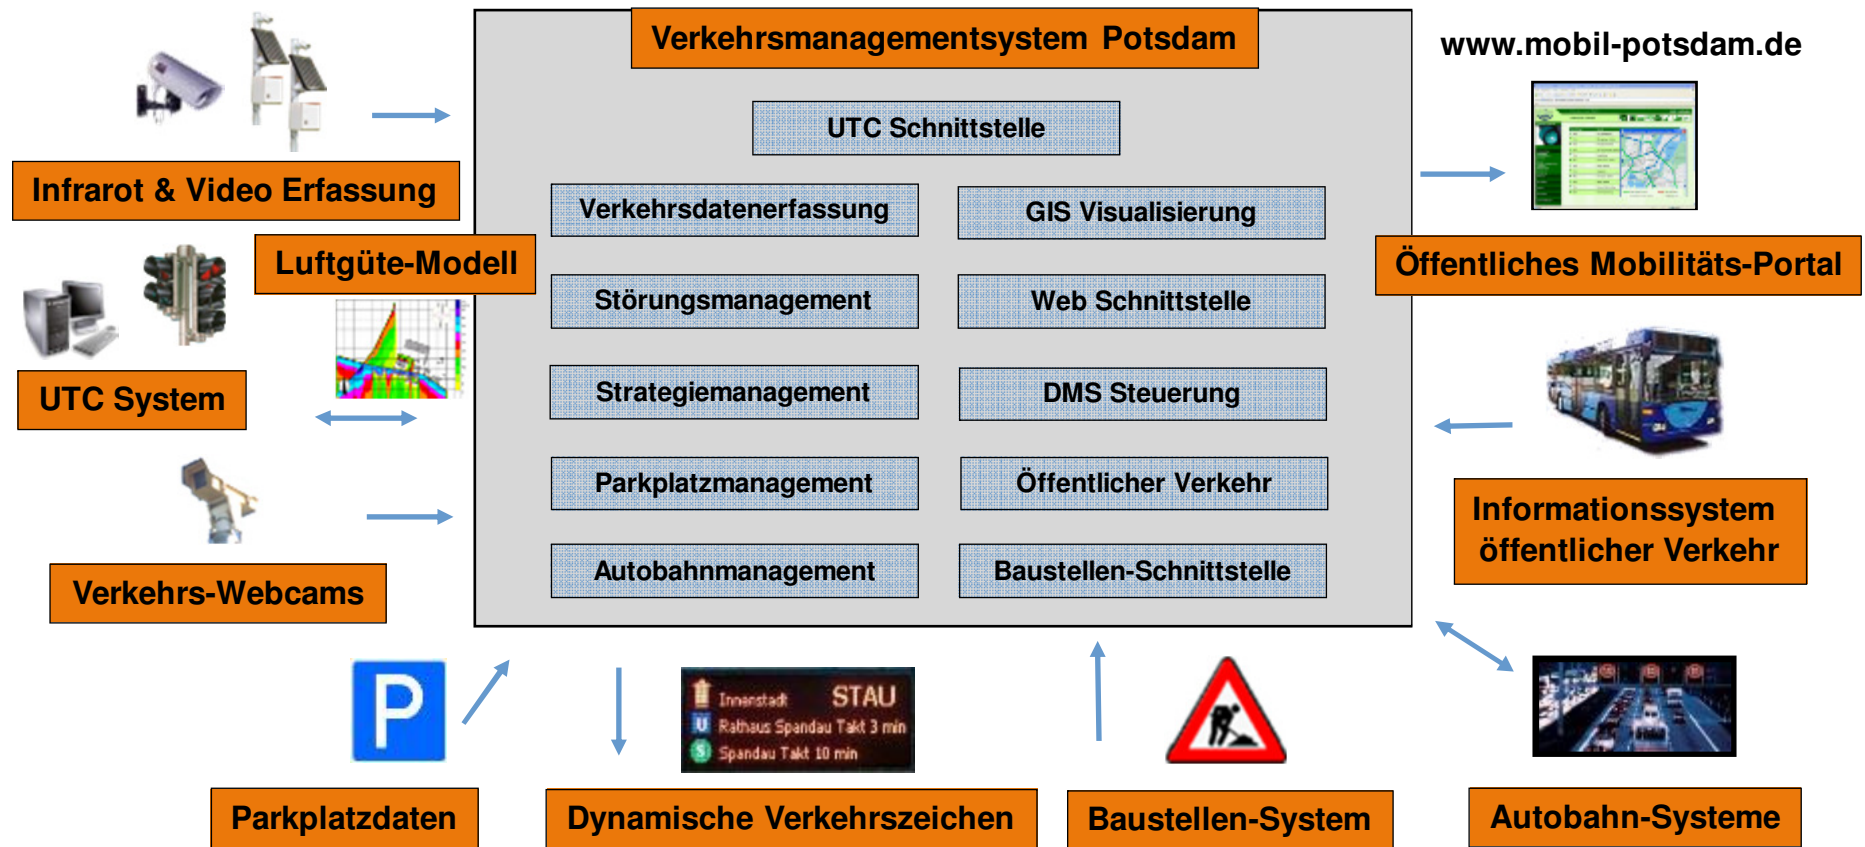 Verkehrsmanagementsystem Potsdam
www.mobil-potsdam.de
UTC Schnittstelle
Infrarot & Video Erfassung
Verkehrsdatenerfassung
GIS Visualisierung
Luftgüte-Modell
Öffentliches Mobilitäts-Portal
Störungsmanagement
Web Schnittstelle
UTC System
Strategiemanagement
DMS Steuerung
Parkplatzmanagement
Öffentlicher Verkehr
Informationssystem
öffentlicher Verkehr
Verkehrs-Webcams
Autobahnmanagement
Baustellen-Schnittstelle
P
Innenstadt STAU
U Rathaus Spandau Takt 3 min
S Spandau Takt 10 min
Parkplatzdaten
Dynamische Verkehrszeichen
Baustellen-System
Autobahn-Systeme